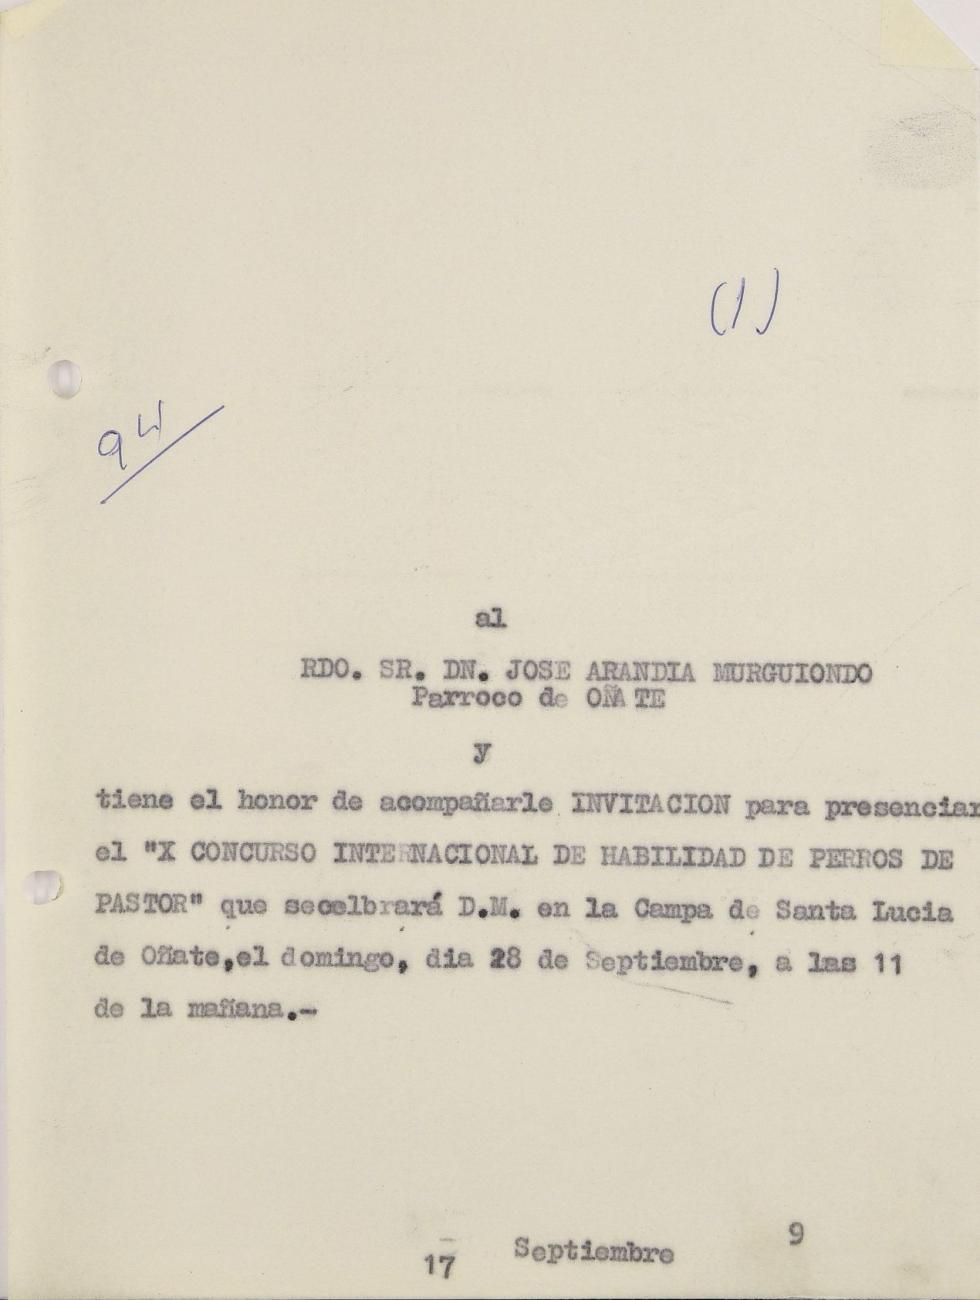 (1)
94
al
RDO. SR. DN. JOSE ARANDIA MURGUIONDO
Parroco de OÑATE
y
tiene el honor de acompañarle INVITACION para presenciar
el "X CONCURSO INTERNACIONAL DE HABILIDAD DE PERROS DE
PASTOR" que secelbrará D.M. en la Campa de Santa Lucia
de Oñate,el domingo, dia 28 de Septiembre, a las 11
de la mañana.-
17 Septiembre 9